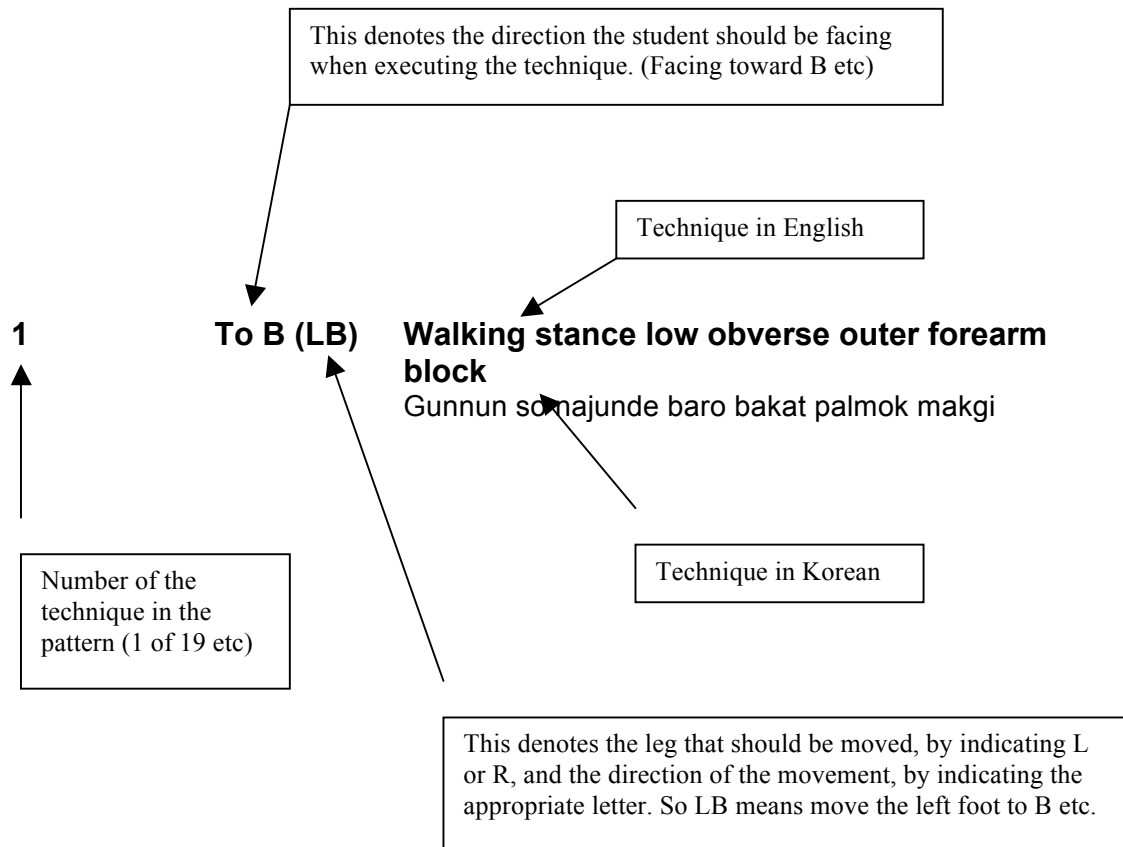 This denotes the direction the student should be facing
when executing the technique. (Facing toward B etc)
Technique in English
1 To B (LB) Walking stance low obverse outer forearm
block
Gunnun so najunde baro bakat palmok makgi
Number of the
technique in the
pattern (1 of 19 etc)
Technique in Korean
This denotes the leg that should be moved, by indicating L
or R, and the direction of the movement, by indicating the
appropriate letter. So LB means move the left foot to B etc.